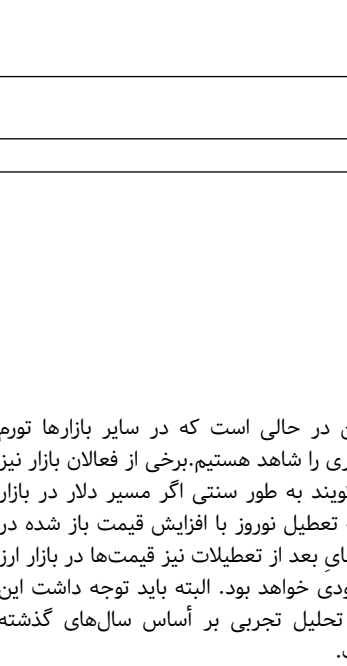 در حالی است که در سایر بازارها تورم
را شاهد هستیم.برخی از فعالان بازار نیز
به طور سنتی اگر مسیر دلار در بازار
تعطیل نوروز با افزایش قیمت باز شده در
بعد از تعطیلات نیز قیمت‌ها در بازار ارز
خواهد بود. البته باید توجه داشت این
تحلیل تجربی بر أساس سال‌های گذشته